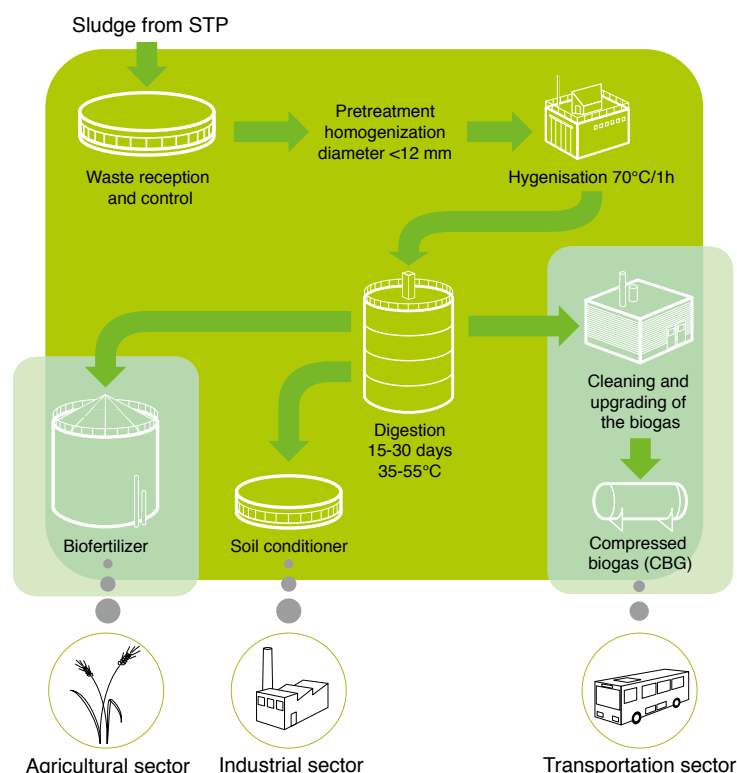 Sludge from STP
Waste reception
and control
Pretreatment
homogenization
diameter <12 mm
Hygenisation 70°C/1h
Digestion
15-30 days
35-55°C
Cleaning and
upgrading of
the biogas
Biofertilizer
Soil conditioner
Compressed
biogas (CBG)
Agricultural sector
Industrial sector
Transportation sector